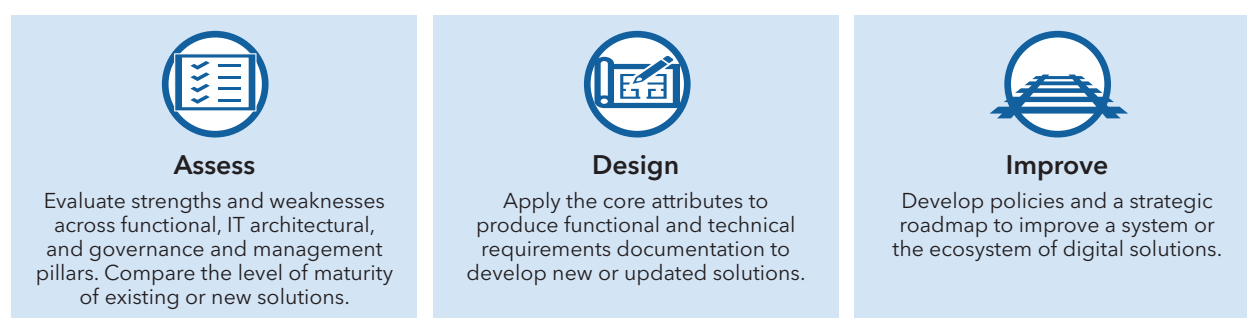 Assess
Evaluate strengths and weaknesses
across functional, IT architectural,
and governance and management
pillars. Compare the level of maturity
of existing or new solutions.
Design
Apply the core attributes to
produce functional and technical
requirements documentation to
develop new or updated solutions.
Improve
Develop policies and a strategic
roadmap to improve a system or
the ecosystem of digital solutions.